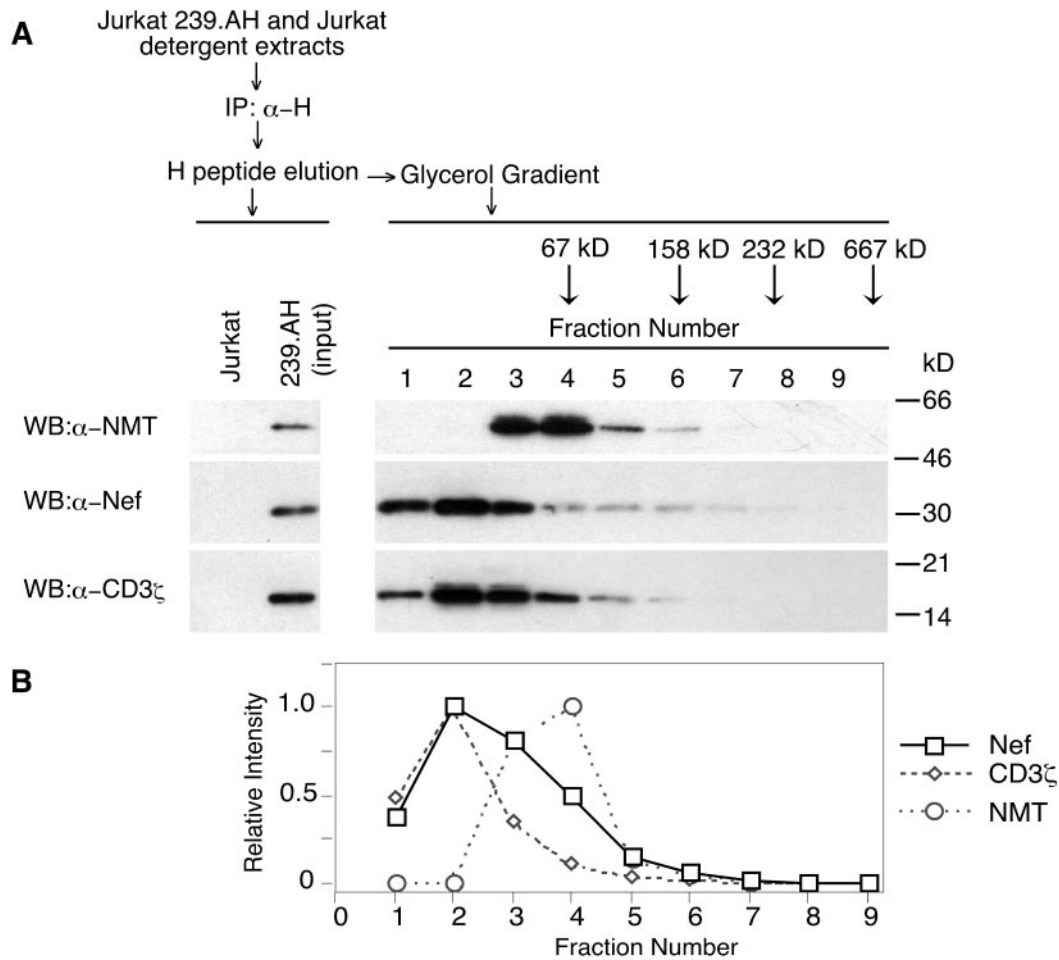 A
Jurkat 239.AH and Jurkat
detergent extracts
IP: α-H
H peptide elution
Glycerol Gradient
67 kD 158 kD 232 kD 667 kD
Fraction Number
Jurkat
239.AH
(input)
1 2 3 4 5 6 7 8 9
kD
66
WB:α-NMT
46
WB:α-Nef
30
21
WB:α-CD3ζ
14
B
Relative Intensity
1.0
0.5
0
0 1 2 3 4 5 6 7 8 9
Fraction Number
Nef
CD3ζ
NMT